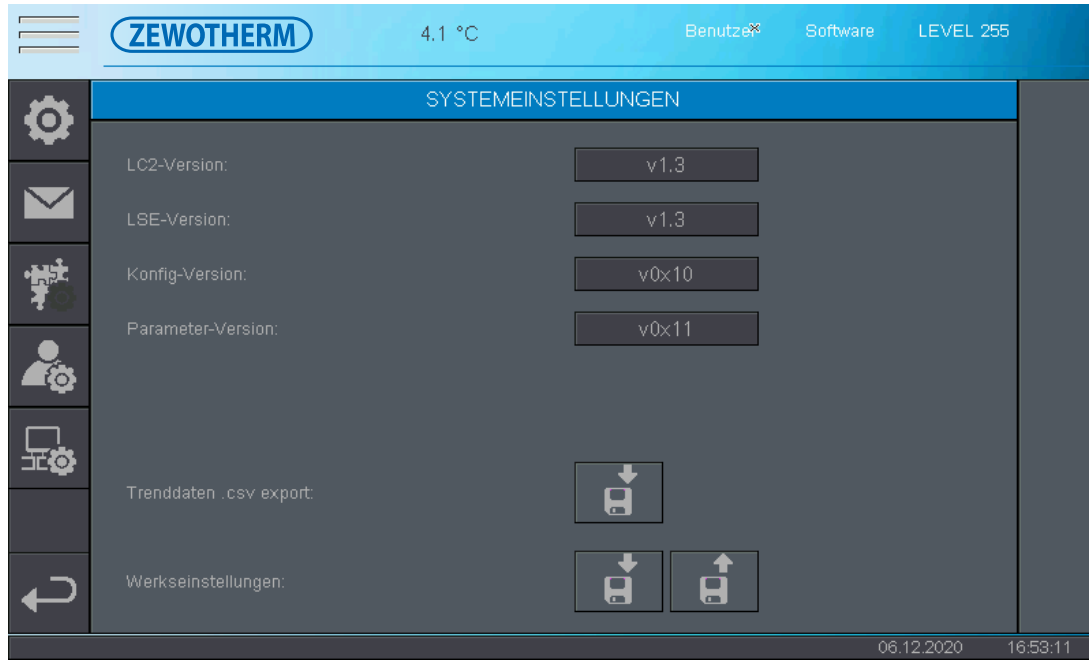 ZEWOTHERM 4.1 °C Benutzer Software LEVEL 255
SYSTEMEINSTELLUNGEN
LC2-Version: v1.3
LSE-Version: v1.3
Konfig-Version: v0x10
Parameter-Version: v0x11
Trenddaten .csv export:
Werkseinstellungen:
06.12.2020 16:53:11